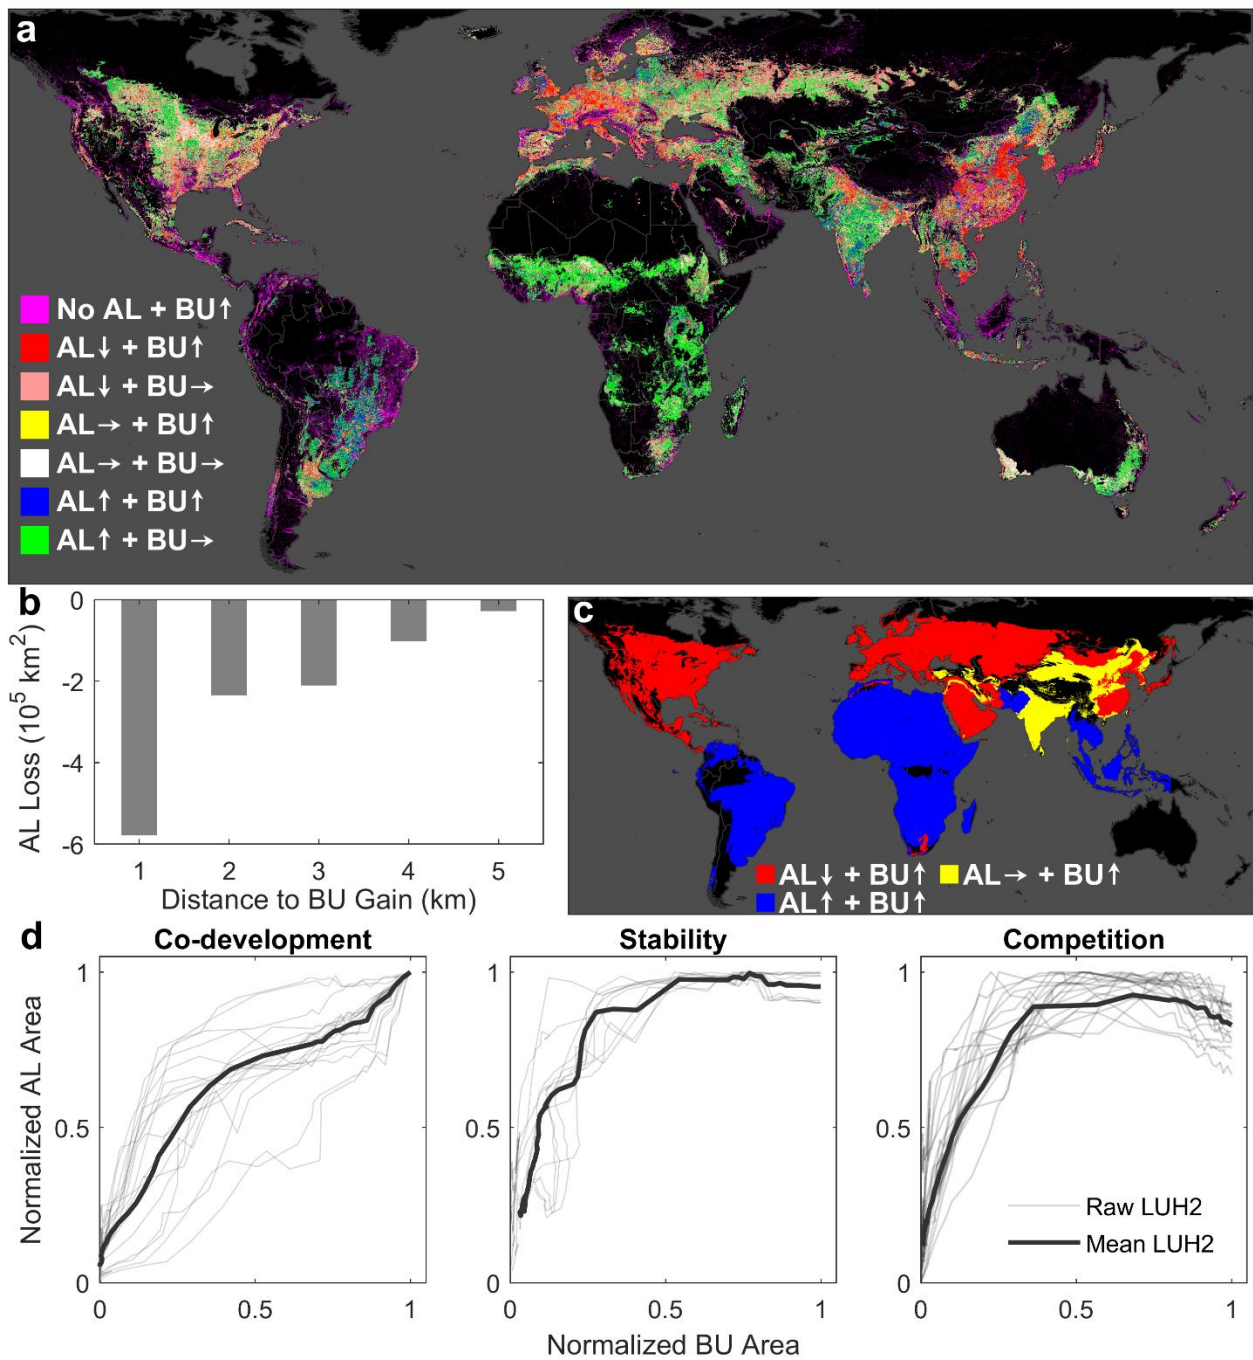 a
No AL + BU↑
AL↓ + BU↑
AL↓ + BU→
AL→ + BU↑
AL→ + BU→
AL↑ + BU↑
AL↑ + BU→
b
AL Loss (10⁵ km²)
0
-2
-4
-6
1 2 3 4 5
Distance to BU Gain (km)
c
AL↓ + BU↑ AL→ + BU↑
AL↑ + BU↑
d
Co-development Stability Competition
Normalized AL Area
1 1 1
0.5 0.5 0.5
0 0 0
Raw LUH2
Mean LUH2
0 0.5 1 0 0.5 1 0 0.5 1
Normalized BU Area